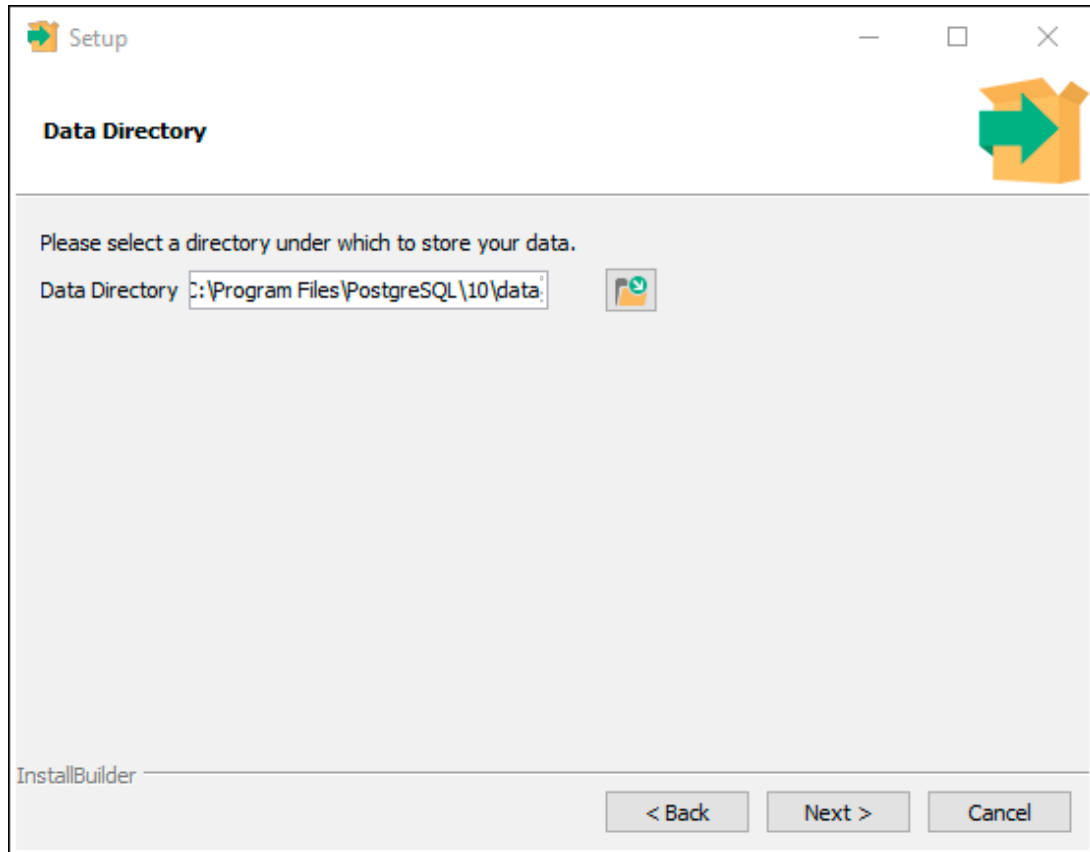 Setup
Data Directory
Please select a directory under which to store your data.
Data Directory C:\Program Files\PostgreSQL\10\data
InstallBuilder
< Back Next > Cancel